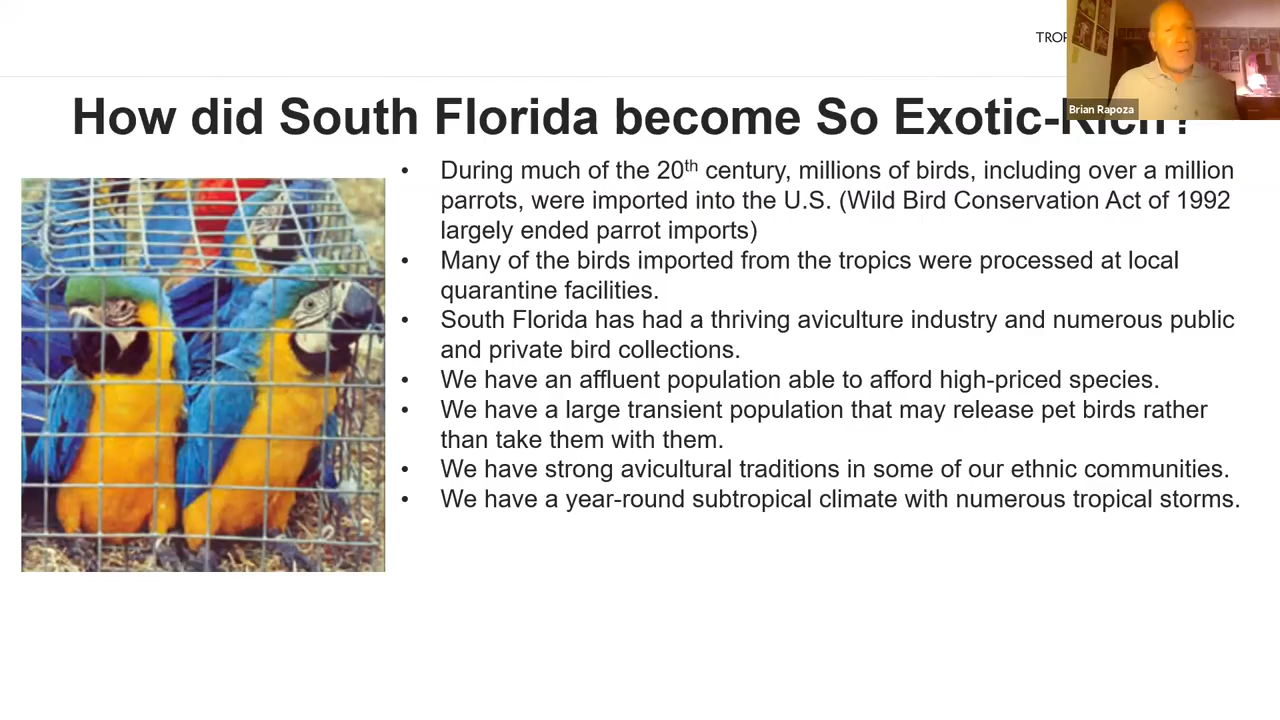 TROP
Brian Rapoza
How did South Florida become So Exotic-Rich?
• During much of the 20th century, millions of birds, including over a million
parrots, were imported into the U.S. (Wild Bird Conservation Act of 1992
largely ended parrot imports)
• Many of the birds imported from the tropics were processed at local
quarantine facilities.
• South Florida has had a thriving aviculture industry and numerous public
and private bird collections.
• We have an affluent population able to afford high-priced species.
• We have a large transient population that may release pet birds rather
than take them with them.
• We have strong avicultural traditions in some of our ethnic communities.
• We have a year-round subtropical climate with numerous tropical storms.